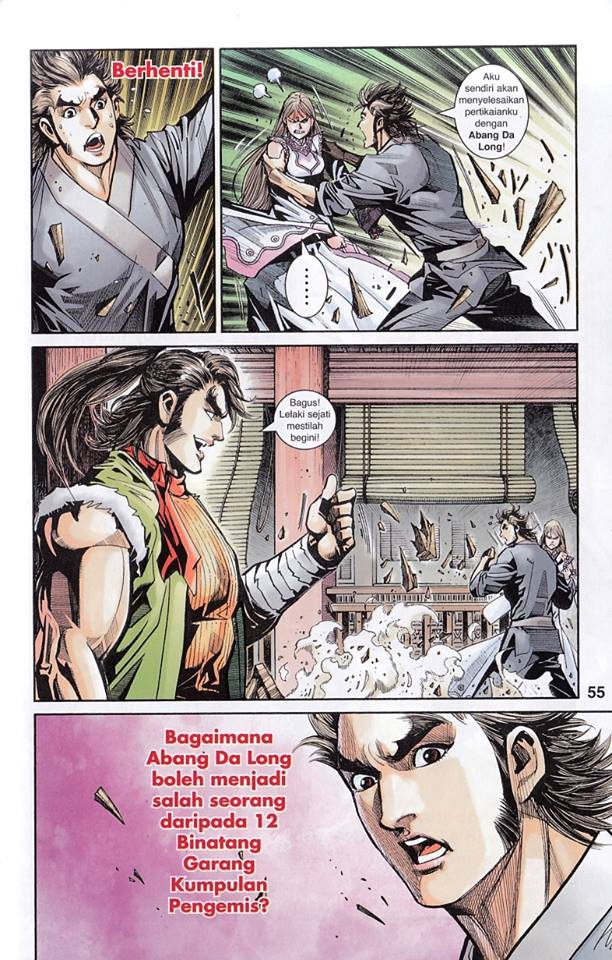 Berhenti!
Aku
sendiri akan
menyelesaikan
pertikaianku
dengan
Abang Da
Long!
......
Bagus!
Lelaki sejati
mestilah
begini!
55
Bagaimana
Abang Da Long
boleh menjadi
salah seorang
daripada 12
Binatang
Garang
Kumpulan
Pengemis?